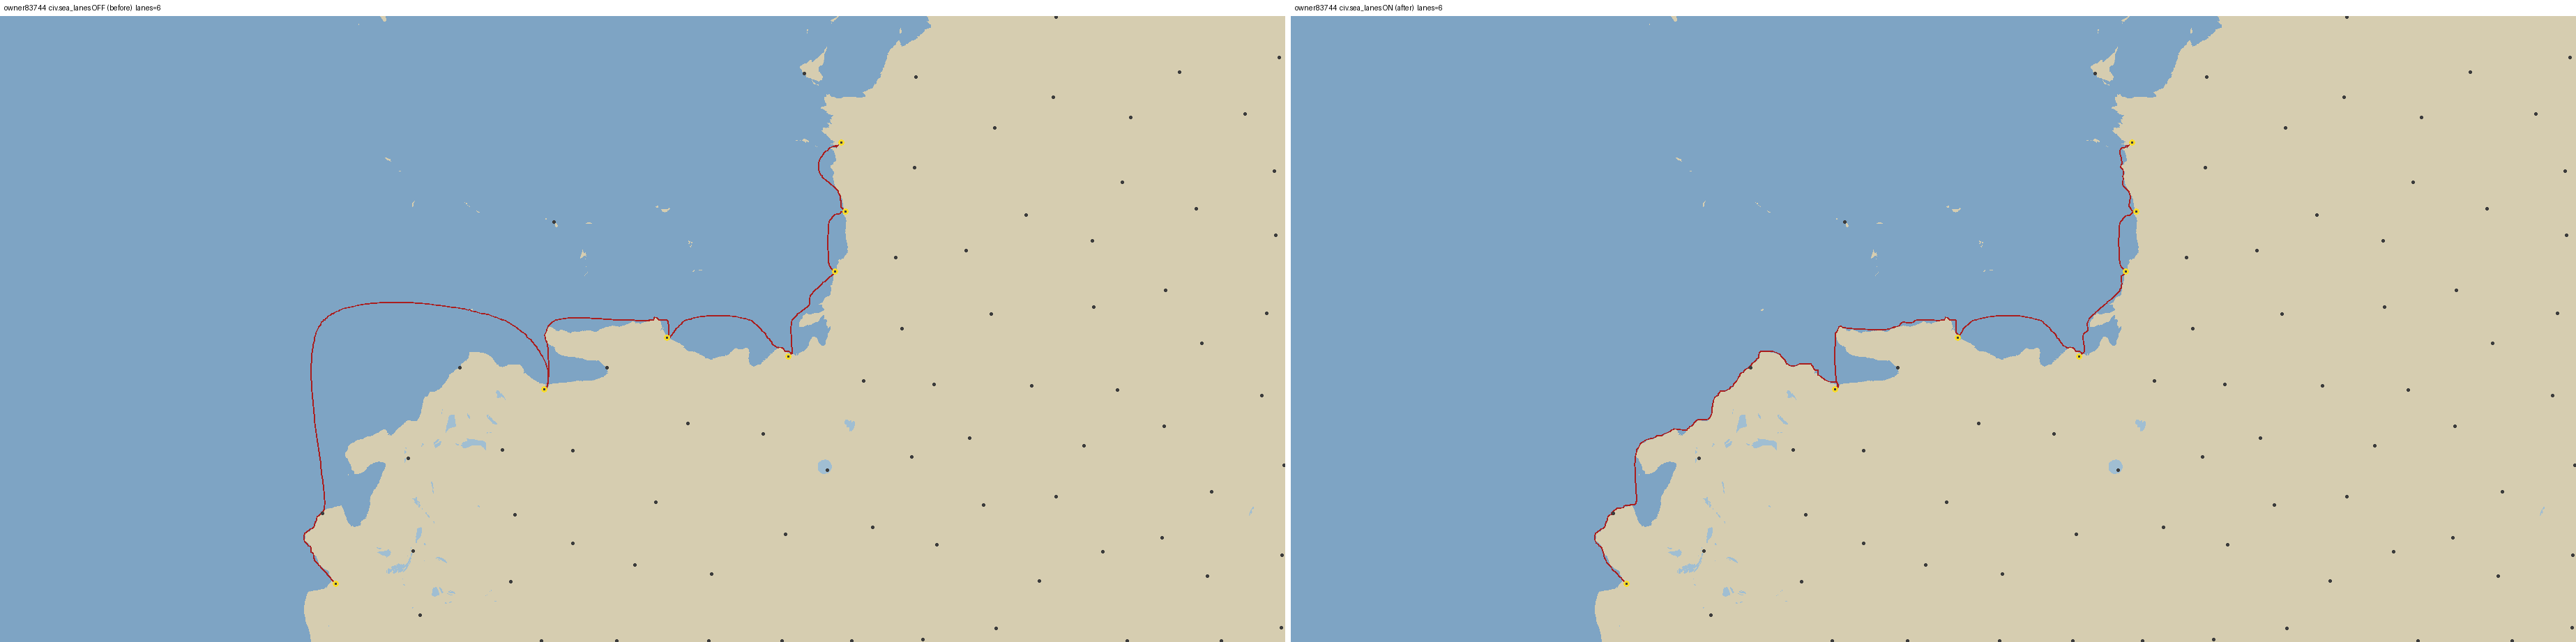 owner83744 civ.sea_lanes OFF (before) lanes=6
owner83744 civ.sea_lanes ON (after) lanes=6